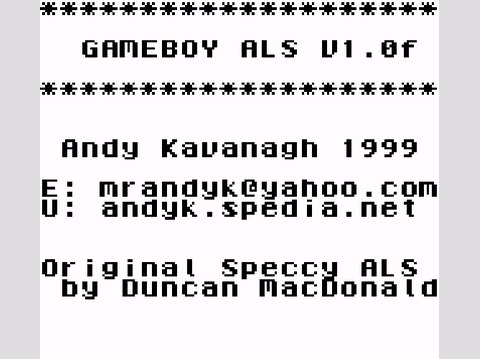 ********************
GAMEBOY ALS V1.0f
********************
Andy Kavanagh 1999
E: mrandyk@yahoo.com
U: andyk.spedia.net
Original Speccy ALS
by Duncan MacDonald